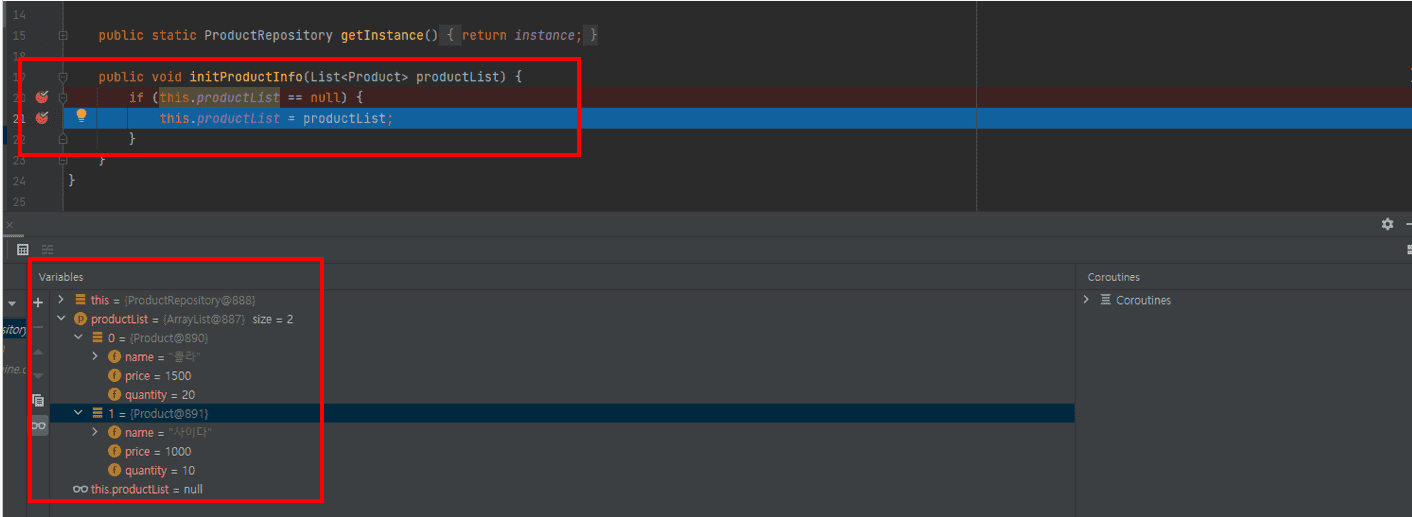 14
15 public static ProductRepository getInstance() { return instance; }
18
19 public void initProductInfo(List<Product> productList) {
20 if (this.productList == null) {
21 this.productList = productList;
22 }
23 }
24 }
25
Variables
Coroutines
this = {ProductRepository@888}
Coroutines
productList = {ArrayList@887} size = 2
0 = {Product@890}
name = "콜라"
price = 1500
quantity = 20
1 = {Product@891}
name = "사이다"
price = 1000
quantity = 10
this.productList = null